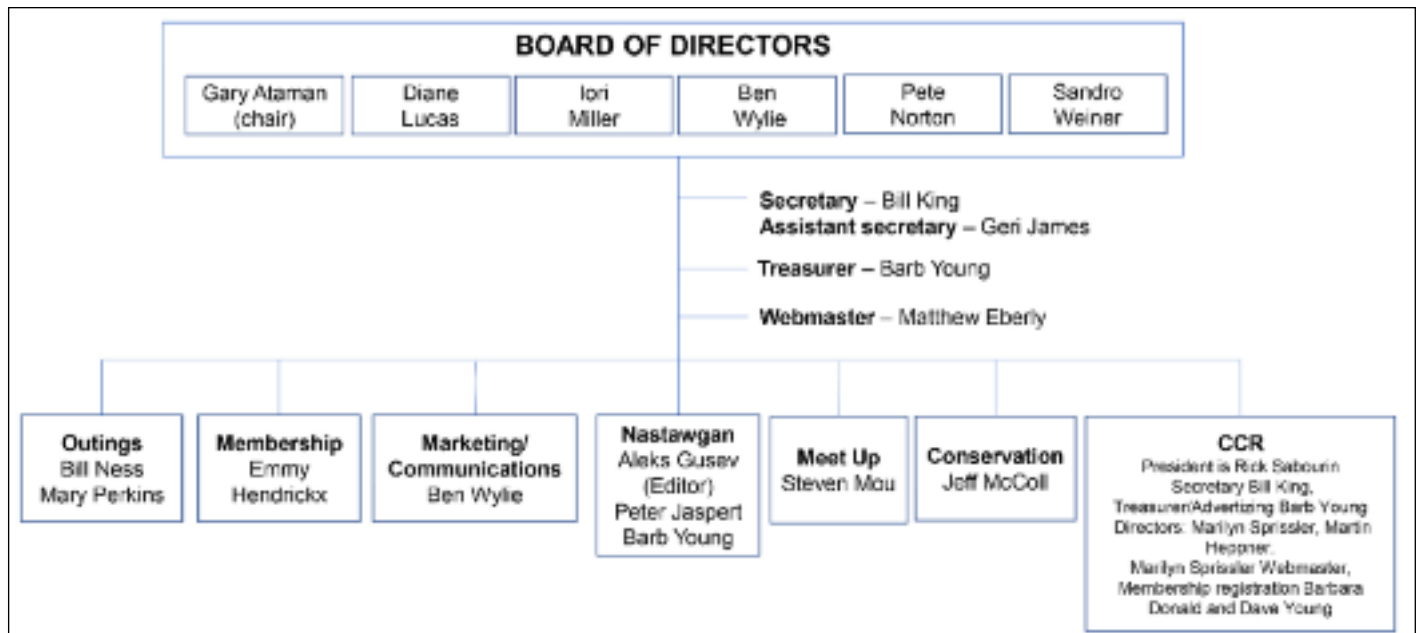 BOARD OF DIRECTORS
Gary Ataman
(chair)
Diane
Lucas
Iori
Miller
Ben
Wylie
Pete
Norton
Sandro
Weiner
Secretary – Bill King
Assistant secretary – Geri James
Treasurer – Barb Young
Webmaster – Matthew Eberly
Outings
Bill Ness
Mary Perkins
Membership
Emmy
Hendrickx
Marketing/
Communications
Ben Wylie
Nastawgan
Aleks Gusev
(Editor)
Peter Jaspert
Barb Young
Meet Up
Steven Mou
Conservation
Jeff McColl
CCR
President is Rick Sabourin
Secretary Bill King,
Treasurer/Advertizing Barb Young
Directors: Marilyn Sprissler, Martin
Heppner.
Marilyn Sprissler Webmaster,
Membership registration Barbara
Donald and Dave Young